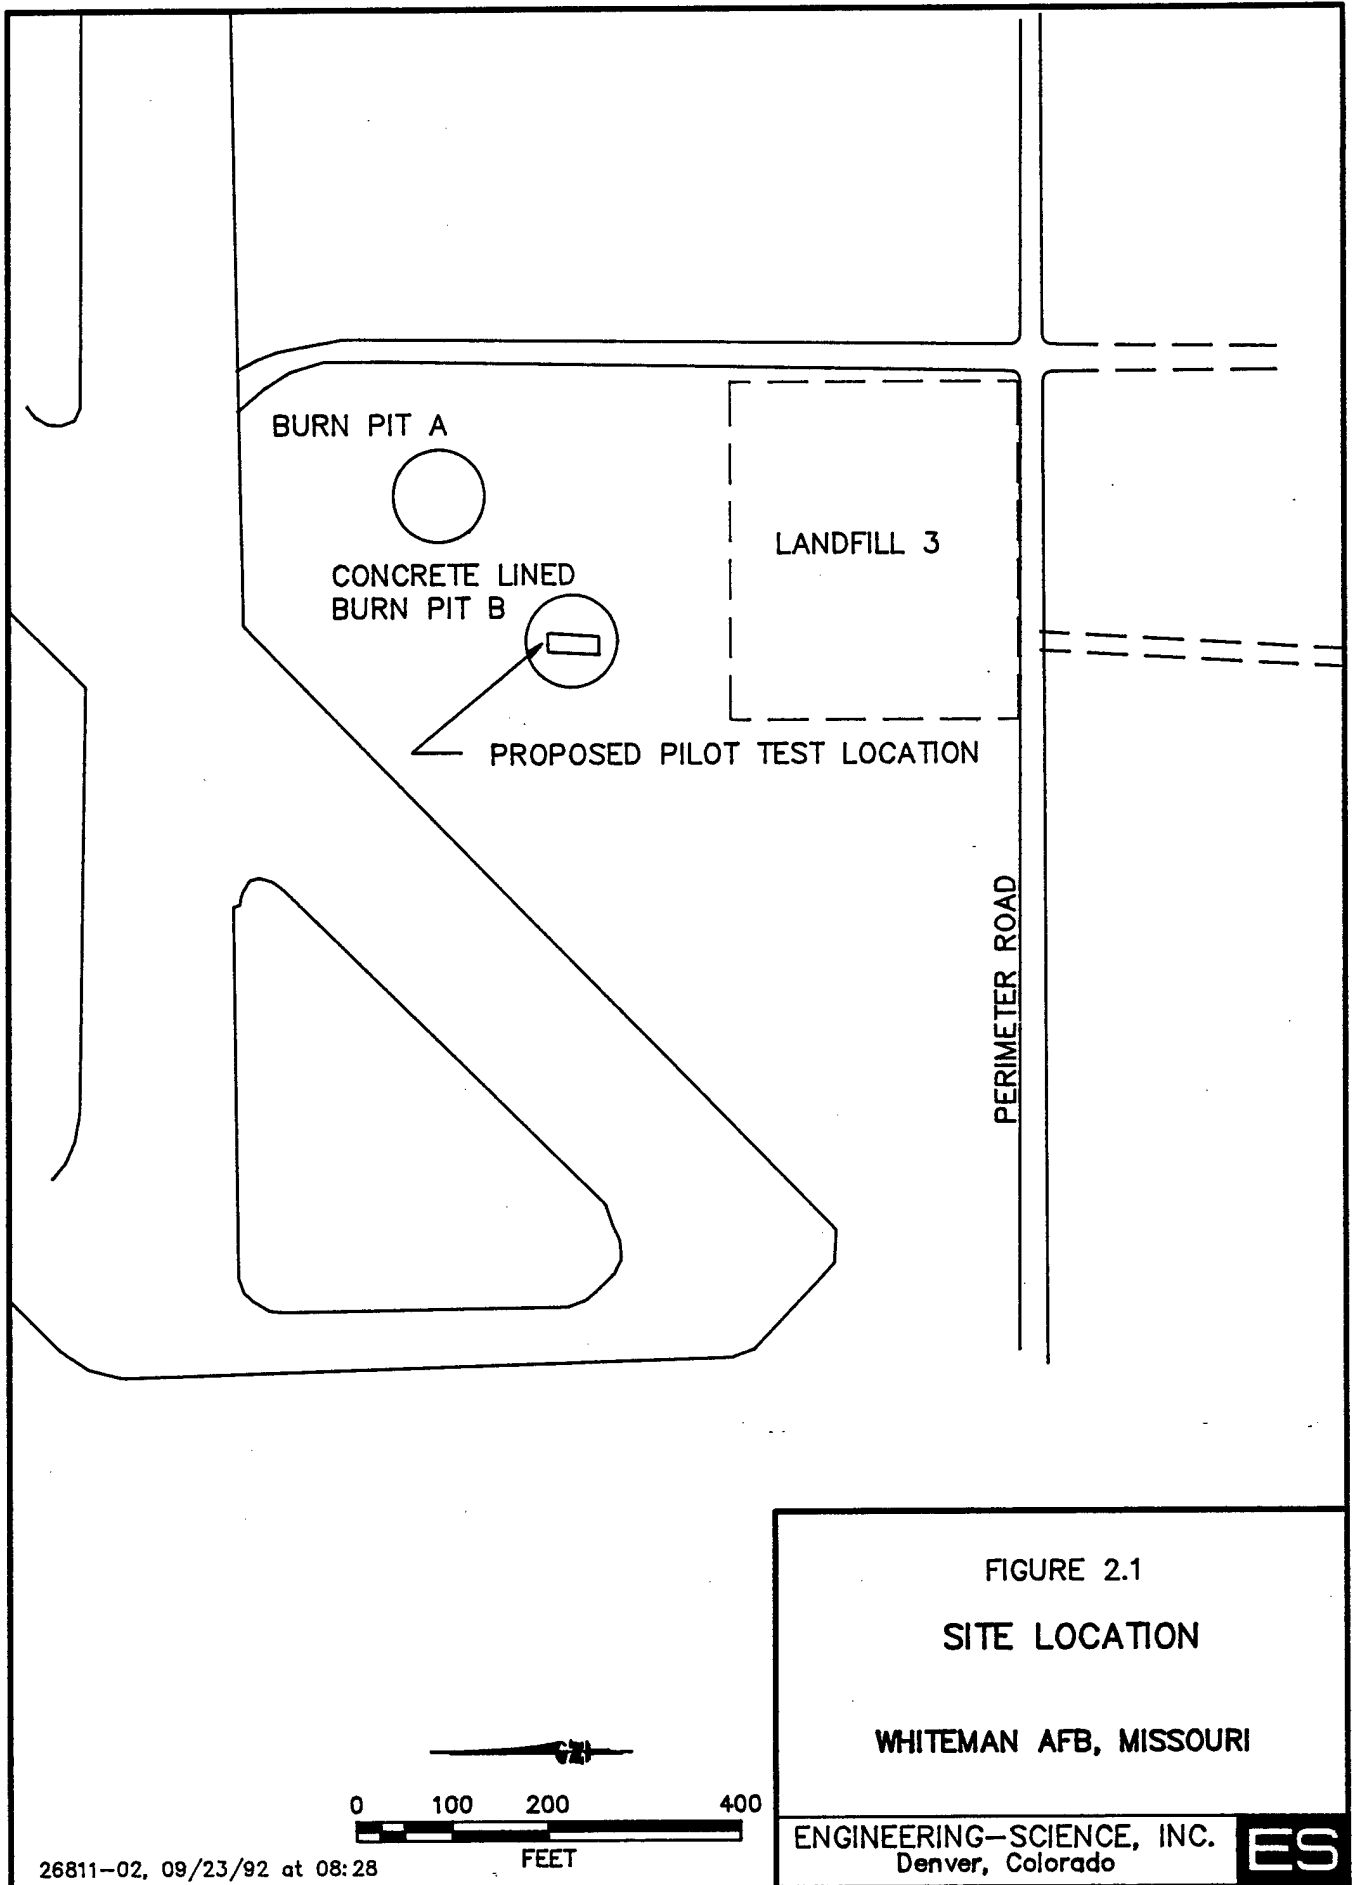 BURN PIT A
CONCRETE LINED
BURN PIT B
LANDFILL 3
PROPOSED PILOT TEST LOCATION
PERIMETER ROAD
FIGURE 2.1
SITE LOCATION
WHITEMAN AFB, MISSOURI
0 100 200 400
FEET
ENGINEERING-SCIENCE, INC.
Denver, Colorado
ES
26811-02, 09/23/92 at 08:28